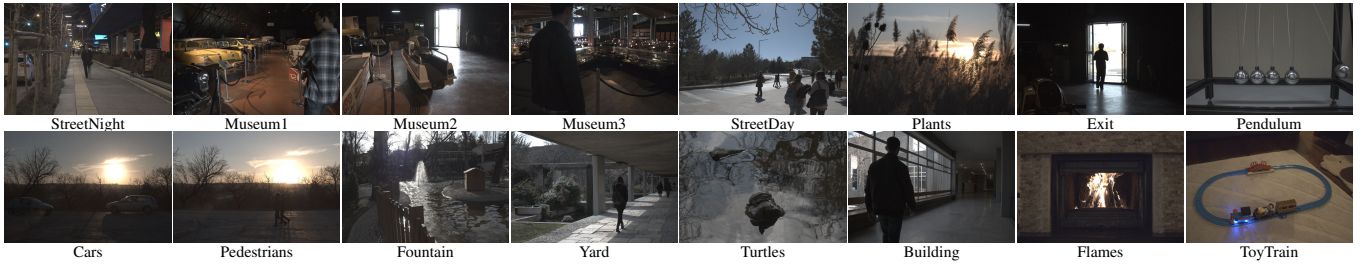 StreetNight Museum1 Museum2 Museum3 StreetDay Plants Exit Pendulum
Cars Pedestrians Fountain Yard Turtles Building Flames ToyTrain